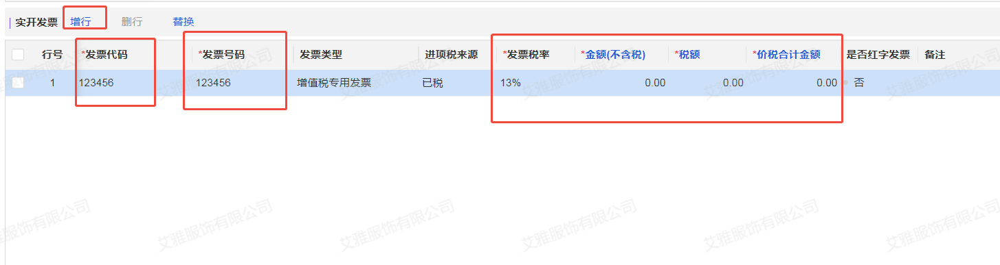 实开发票 增行 删行 替换
行号 *发票代码 *发票号码 发票类型 进项税来源 *发票税率 *金额(不含税) *税额 *价税合计金额 是否红字发票 备注
1 123456 123456 增值税专用发票 已税 13% 0.00 0.00 0.00 否
艾雅服饰有限公司 艾雅服饰有限公司 艾雅服饰有限公司 艾雅服饰有限公司 艾雅服饰有限公司 艾雅服饰有限公司
艾雅服饰有限公司 艾雅服饰有限公司 艾雅服饰有限公司 艾雅服饰有限公司 艾雅服饰有限公司 艾雅服饰有限公司